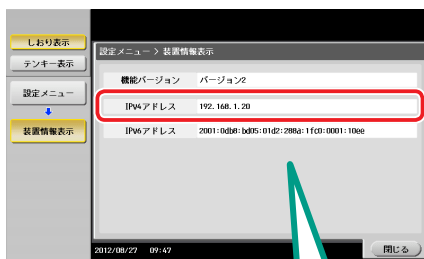 しおり表示
テンキー表示
設定メニュー
装置情報表示
設定メニュー > 装置情報表示
機能バージョン バージョン2
IPv4アドレス 192.168.1.20
IPv6アドレス 2001:0db8:bd05:01d2:288a:1fc0:0001:10ee
2012/08/27 09:47
閉じる